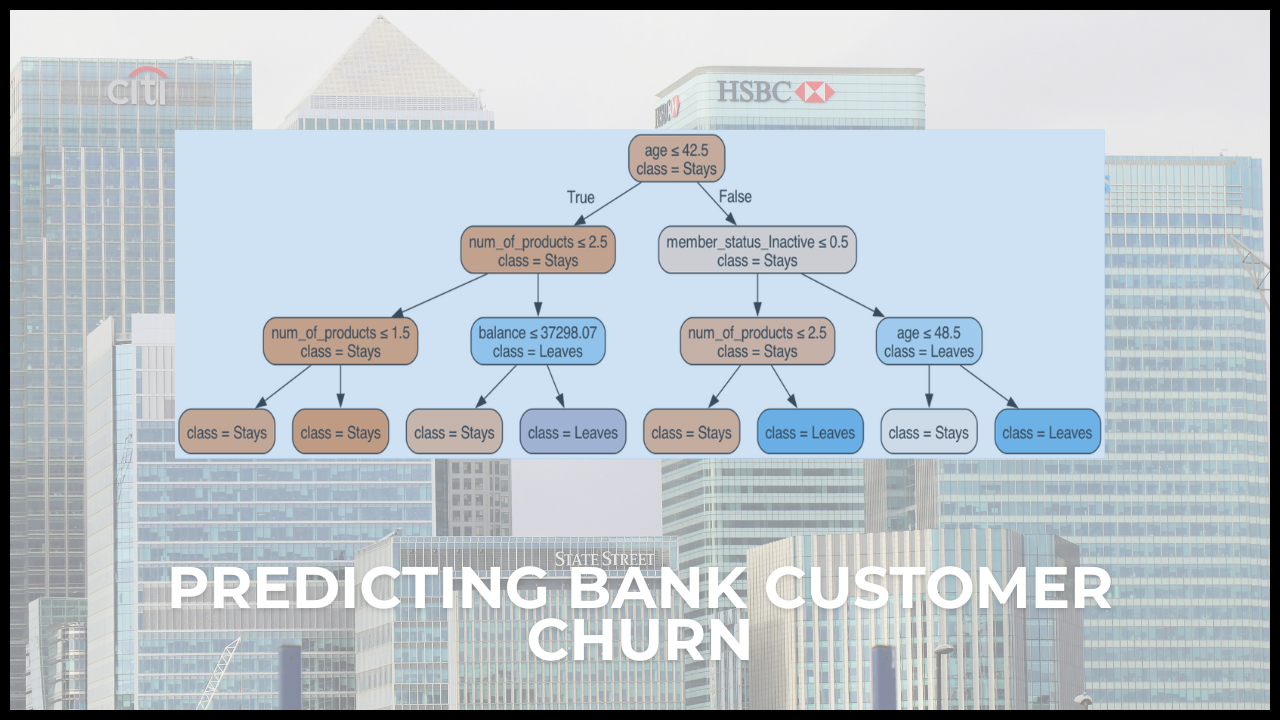 citi
HSBC
age ≤ 42.5
class = Stays
True
False
num_of_products ≤ 2.5
class = Stays
member_status_Inactive ≤ 0.5
class = Stays
num_of_products ≤ 1.5
class = Stays
balance ≤ 37298.07
class = Leaves
num_of_products ≤ 2.5
class = Stays
age ≤ 48.5
class = Leaves
class = Stays
class = Stays
class = Stays
class = Leaves
class = Stays
class = Leaves
class = Stays
class = Leaves
STATE STREET
PREDICTING BANK CUSTOMER
CHURN